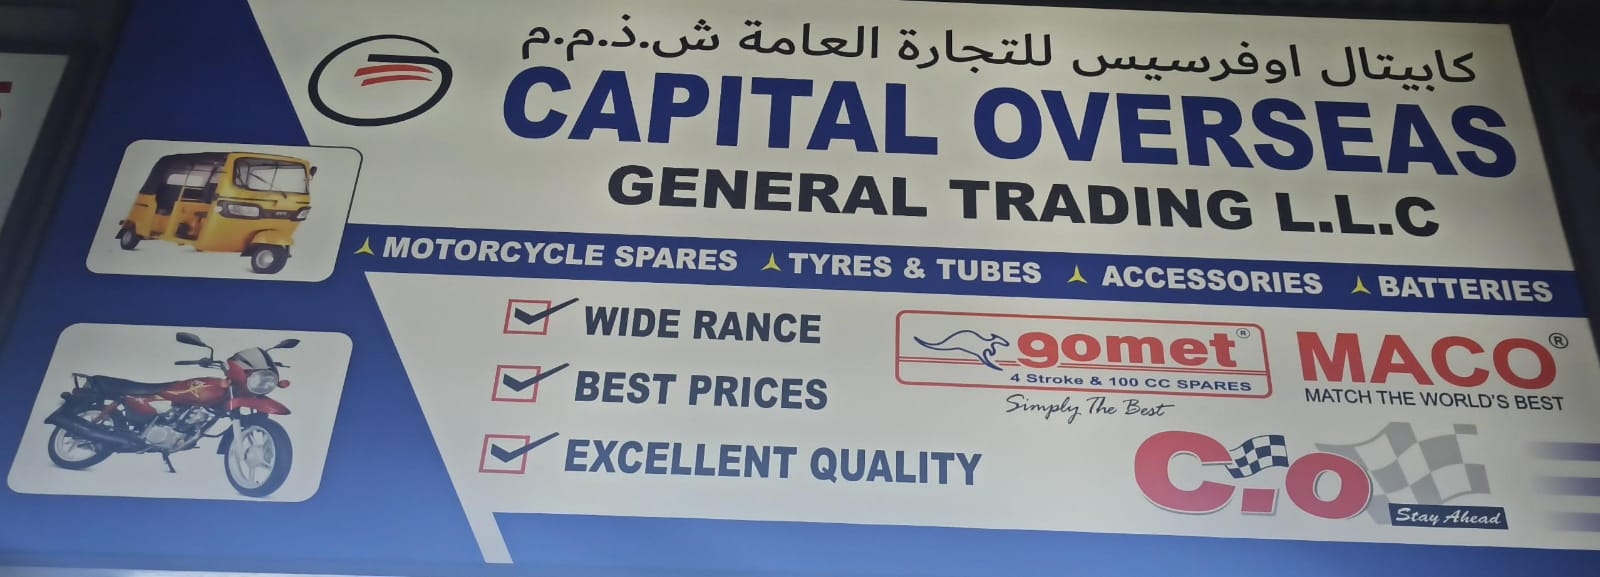 كابيتال اوفرسيس للتجارة العامة ش.ذ.م.م
CAPITAL OVERSEAS
GENERAL TRADING L.L.C
MOTORCYCLE SPARES TYRES & TUBES ACCESSORIES BATTERIES
WIDE RANCE
BEST PRICES
EXCELLENT QUALITY
gomet®
4 Stroke & 100 CC SPARES
Simply The Best
MACO®
MATCH THE WORLD'S BEST
C.O
Stay Ahead